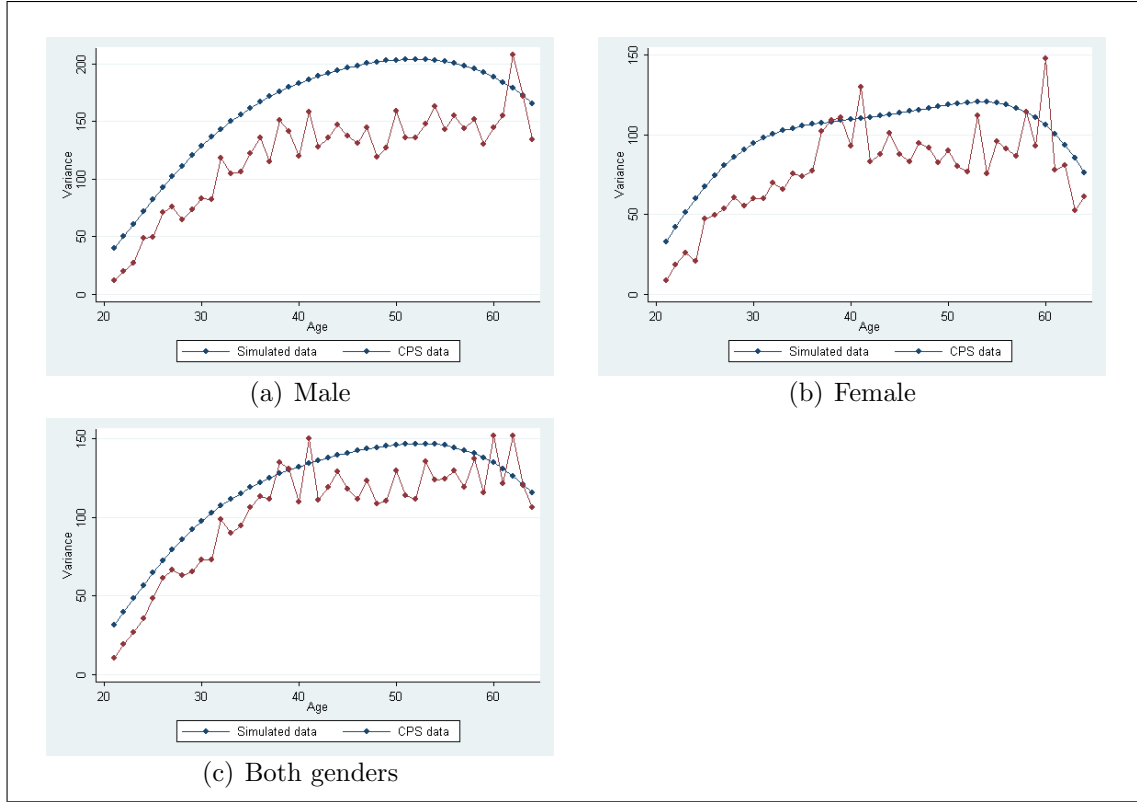 Variance
200
150
100
50
0
20 30 40 50 60
Age
Simulated data CPS data
(a) Male
Variance
150
100
50
0
20 30 40 50 60
Age
Simulated data CPS data
(b) Female
Variance
150
100
50
0
20 30 40 50 60
Age
Simulated data CPS data
(c) Both genders